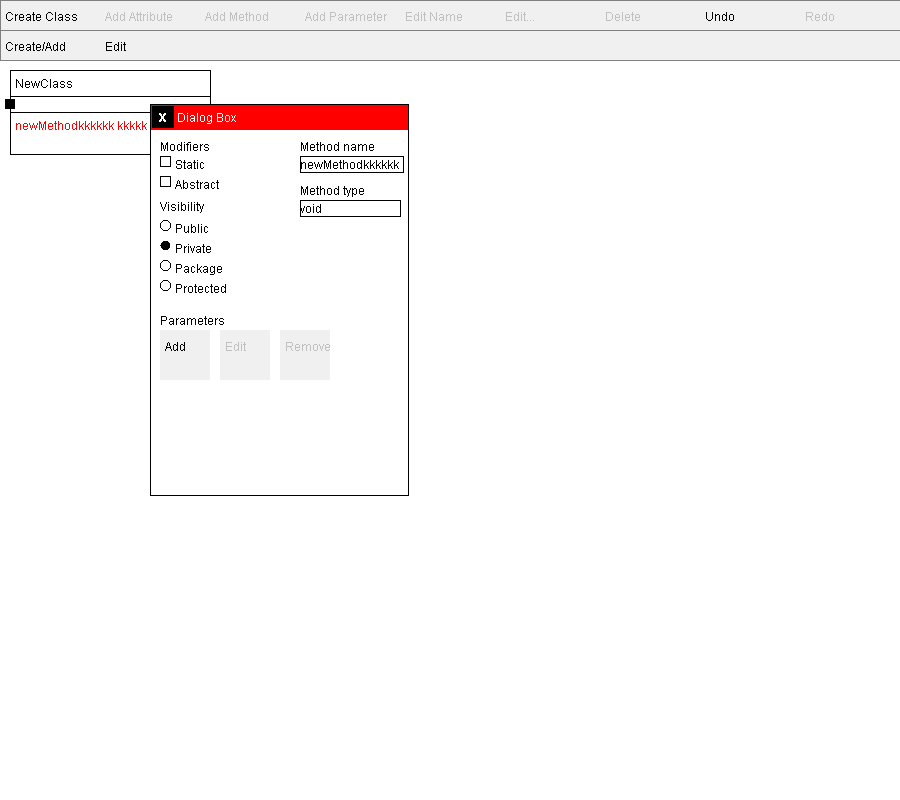 Create Class Add Attribute Add Method Add Parameter Edit Name Edit... Delete Undo Redo
Create/Add Edit
NewClass
newMethodkkkkkk kkkkk
X Dialog Box
Modifiers
Static
Abstract
Visibility
Public
Private
Package
Protected
Method name
newMethodkkkkkk
Method type
void
Parameters
Add Edit Remove